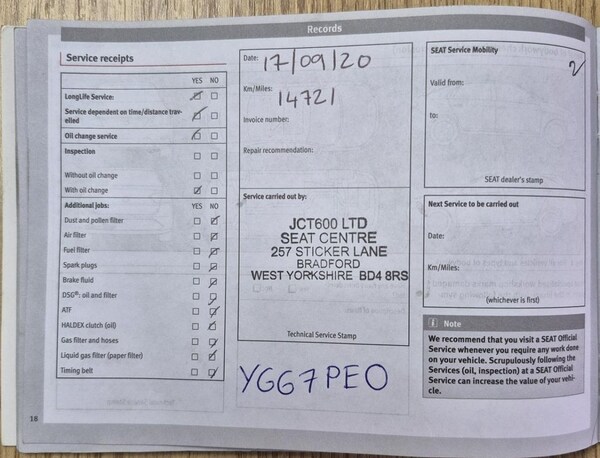 Records
Service receipts
YES NO
LongLife Service:
Service dependent on time/distance trav-
elled
Oil change service
Inspection
Without oil change
With oil change
Additional jobs: YES NO
Dust and pollen filter
Air filter
Fuel filter
Spark plugs
Brake fluid
DSG®: oil and filter
ATF
HALDEX clutch (oil)
Gas filter and hoses
Liquid gas filter (paper filter)
Timing belt
18
Date: 17/09/20
Km/Miles: 14721
Invoice number:
Repair recommendation:
Service carried out by:
JCT600 LTD
SEAT CENTRE
257 STICKER LANE
BRADFORD
WEST YORKSHIRE BD4 8RS
Technical Service Stamp
YG67PEO
SEAT Service Mobility
2
Valid from:
to:
SEAT dealer's stamp
Next Service to be carried out
Date:
Km/Miles:
(whichever is first)
Note
We recommend that you visit a SEAT Official
Service whenever you require any work done
on your vehicle. Scrupulously following the
Services (oil, inspection) at a SEAT Official
Service can increase the value of your vehi-
cle.